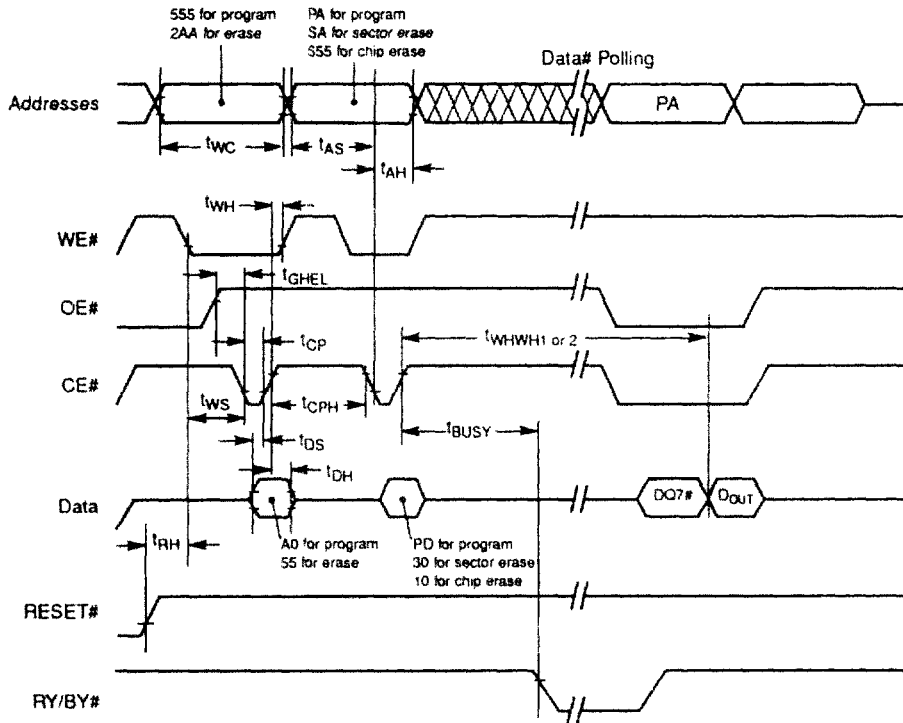 555 for program
2AA for erase
PA for program
SA for sector erase
555 for chip erase
Data# Polling
Addresses
PA
tWC
tAS
tAH
tWH
WE#
tGHEL
OE#
tWHWH1 or 2
tCP
CE#
tWS
tCPH
tBUSY
tDS
tDH
Data
DQ7#
DOUT
tRH
A0 for program
55 for erase
PD for program
30 for sector erase
10 for chip erase
RESET#
RY/BY#